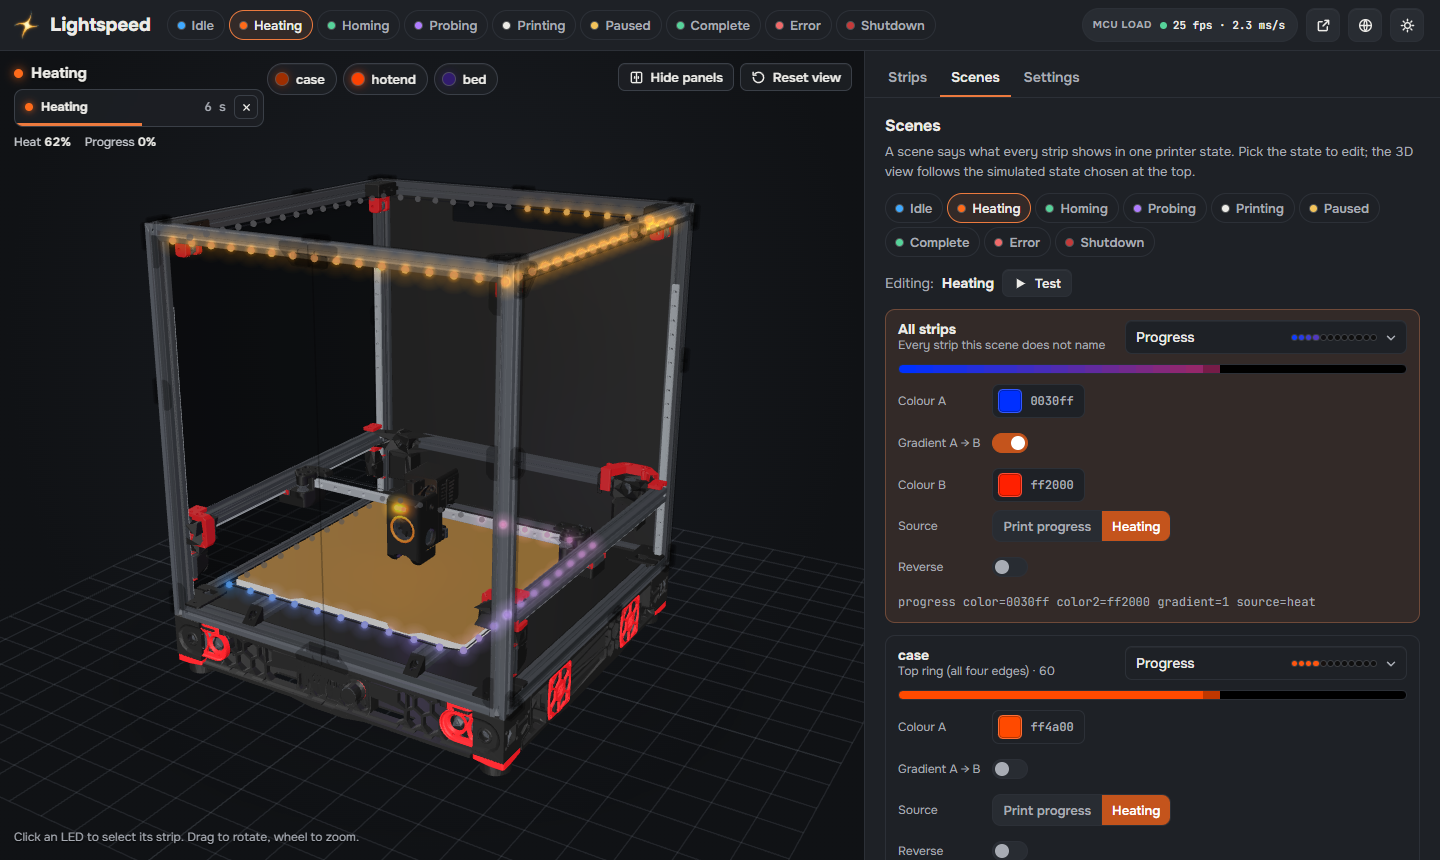 Lightspeed
Idle
Heating
Homing
Probing
Printing
Paused
Complete
Error
Shutdown
MCU LOAD 25 fps · 2.3 ms/s
Heating
case
hotend
bed
Hide panels
Reset view
Heating 6 s
Heat 62% Progress 0%
Click an LED to select its strip. Drag to rotate, wheel to zoom.
Strips
Scenes
Settings
Scenes
A scene says what every strip shows in one printer state. Pick the state to edit; the 3D
view follows the simulated state chosen at the top.
Idle
Heating
Homing
Probing
Printing
Paused
Complete
Error
Shutdown
Editing: Heating
Test
All strips
Every strip this scene does not name
Progress
Colour A
0030ff
Gradient A → B
Colour B
ff2000
Source
Print progress
Heating
Reverse
progress color=0030ff color2=ff2000 gradient=1 source=heat
case
Top ring (all four edges) · 60
Progress
Colour A
ff4a00
Gradient A → B
Source
Print progress
Heating
Reverse